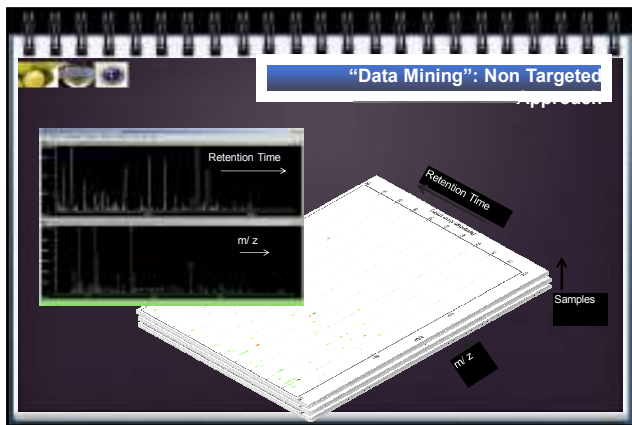 “Data Mining”: Non Targeted
Approach
Retention Time
m/ z
Retention Time
Samples
m/ z